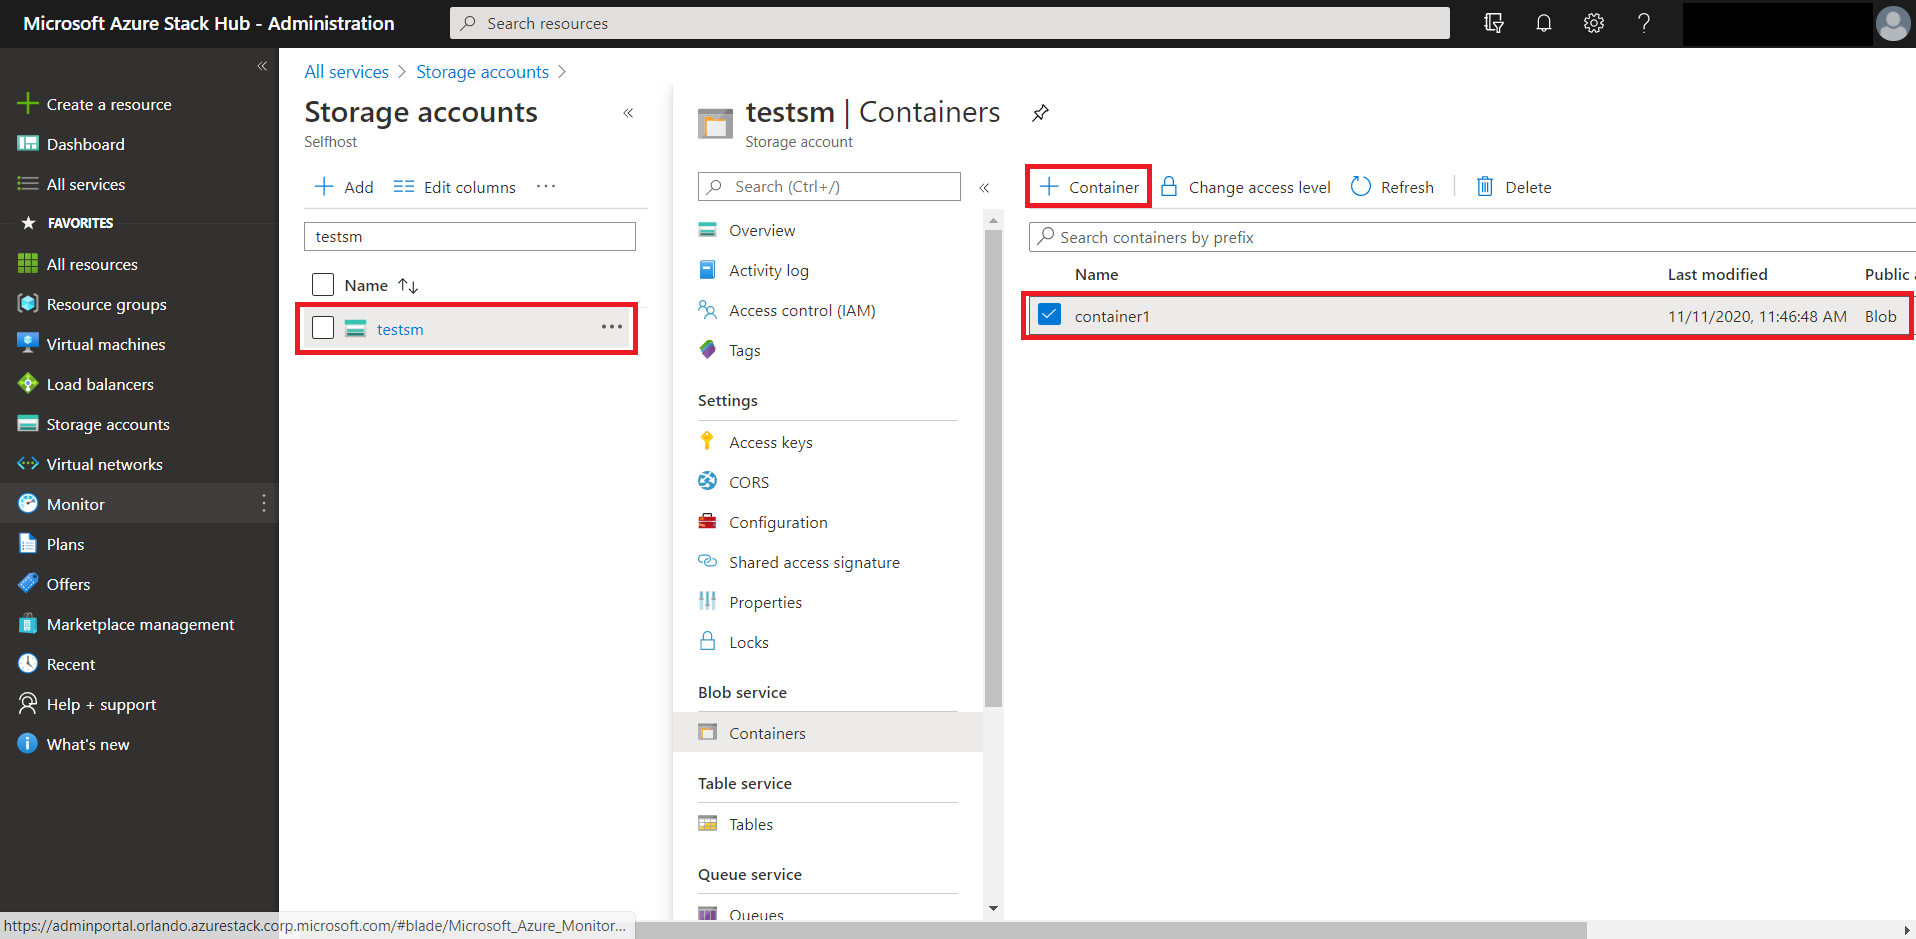 Microsoft Azure Stack Hub - Administration
Search resources
Create a resource
Dashboard
All services
FAVORITES
All resources
Resource groups
Virtual machines
Load balancers
Storage accounts
Virtual networks
Monitor
Plans
Offers
Marketplace management
Recent
Help + support
What's new
All services > Storage accounts >
Storage accounts
Selfhost
Add
Edit columns
testsm
Name
testsm
testsm | Containers
Storage account
Search (Ctrl+/)
Overview
Activity log
Access control (IAM)
Tags
Settings
Access keys
CORS
Configuration
Shared access signature
Properties
Locks
Blob service
Containers
Table service
Tables
Queue service
Queues
Container
Change access level
Refresh
Delete
Search containers by prefix
Name Last modified Public a
container1 11/11/2020, 11:46:48 AM Blob
https://adminportal.orlando.azurestack.corp.microsoft.com/#blade/Microsoft_Azure_Monitor...